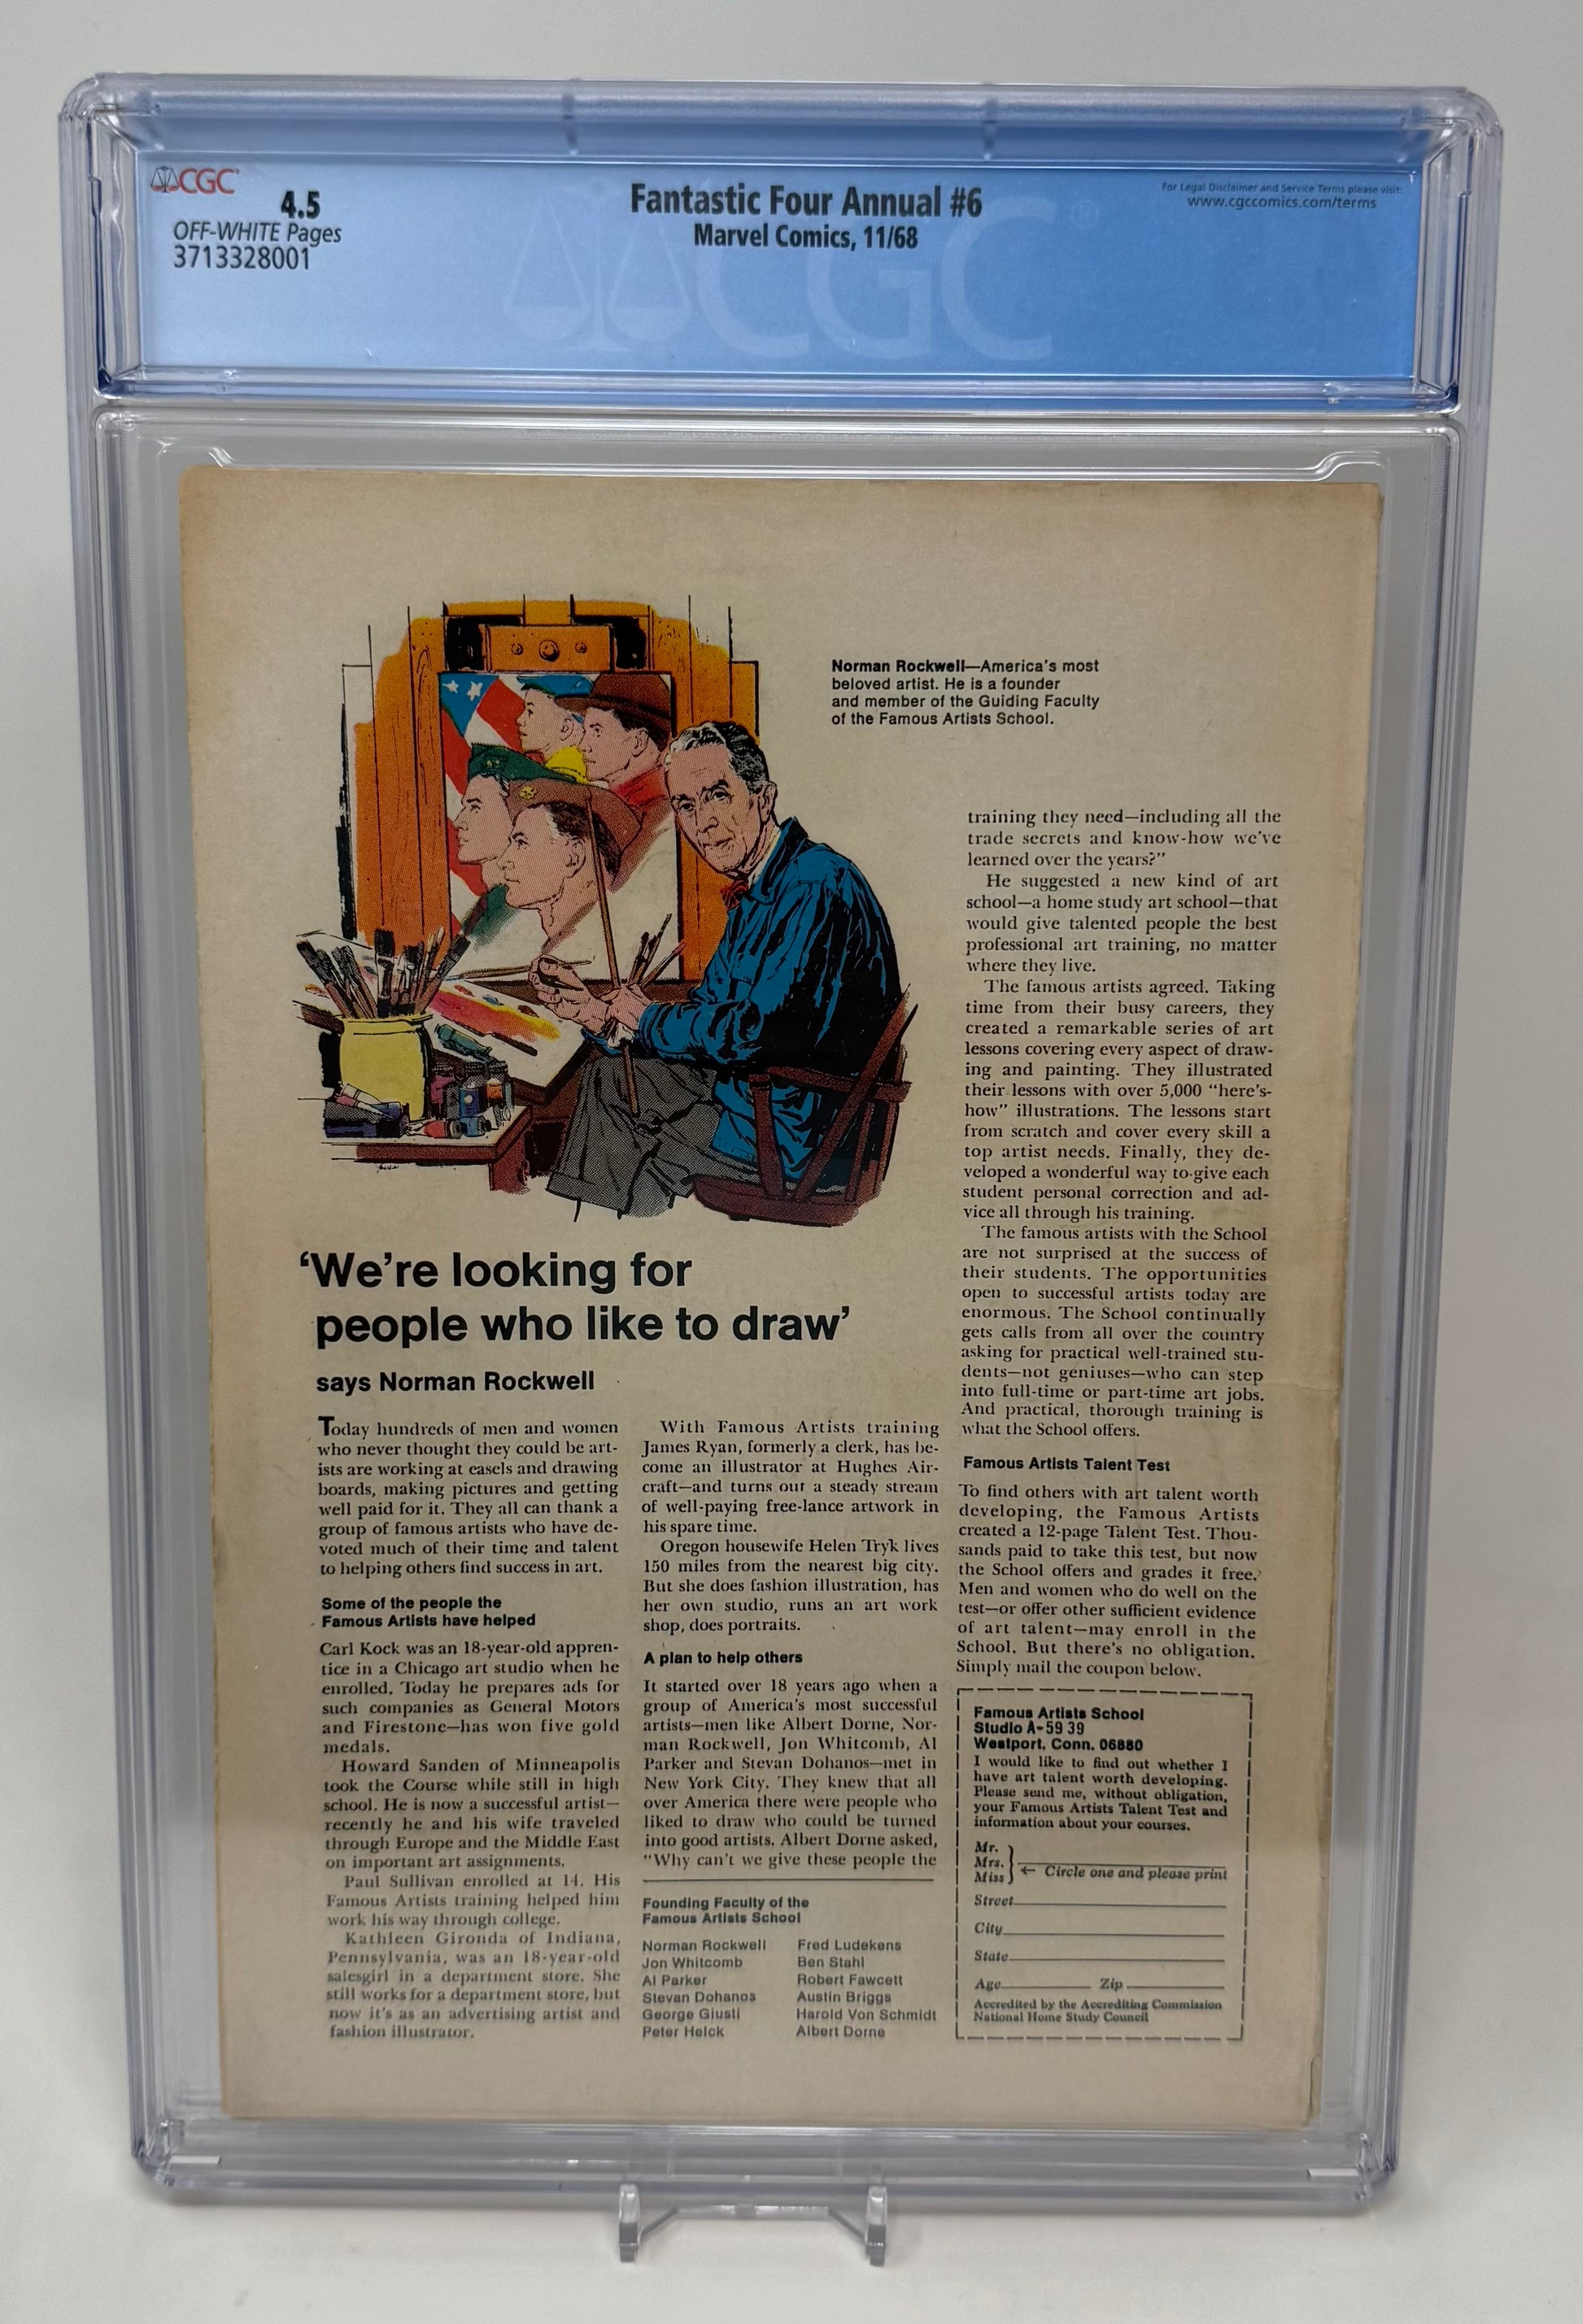 CGC
4.5
OFF-WHITE Pages
3713328001
Fantastic Four Annual #6
Marvel Comics, 11/68
For Legal Disclaimer and Service Terms please visit:
www.cgccomics.com/terms
CGC
Norman Rockwell—America's most
beloved artist. He is a founder
and member of the Guiding Faculty
of the Famous Artists School.
'We're looking for
people who like to draw'
says Norman Rockwell
Today hundreds of men and women
who never thought they could be art-
ists are working at easels and drawing
boards, making pictures and getting
well paid for it. They all can thank a
group of famous artists who have de-
voted much of their time and talent
to helping others find success in art.
Some of the people the
Famous Artists have helped
Carl Kock was an 18-year-old appren-
tice in a Chicago art studio when he
enrolled. Today he prepares ads for
such companies as General Motors
and Firestone—has won five gold
medals.
Howard Sanden of Minneapolis
took the Course while still in high
school. He is now a successful artist—
recently he and his wife traveled
through Europe and the Middle East
on important art assignments.
Paul Sullivan enrolled at 14. His
Famous Artists training helped him
work his way through college.
Kathleen Gironda of Indiana,
Pennsylvania, was an 18-year-old
salesgirl in a department store. She
still works for a department store, but
now it's as an advertising artist and
fashion illustrator.
With Famous Artists training
James Ryan, formerly a clerk, has be-
come an illustrator at Hughes Air-
craft—and turns out a steady stream
of well-paying free-lance artwork in
his spare time.
Oregon housewife Helen Tryk lives
150 miles from the nearest big city.
But she does fashion illustration, has
her own studio, runs an art work
shop, does portraits.
A plan to help others
It started over 18 years ago when a
group of America's most successful
artists—men like Albert Dorne, Nor-
man Rockwell, Jon Whitcomb, Al
Parker and Stevan Dohanos—met in
New York City. They knew that all
over America there were people who
liked to draw who could be turned
into good artists. Albert Dorne asked,
"Why can't we give these people the
Founding Faculty of the
Famous Artists School
Norman Rockwell
Jon Whitcomb
Al Parker
Stevan Dohanos
George Giusti
Peter Helck
Fred Ludekens
Ben Stahl
Robert Fawcett
Austin Briggs
Harold Von Schmidt
Albert Dorne
training they need—including all the
trade secrets and know-how we've
learned over the years?"
He suggested a new kind of art
school—a home study art school—that
would give talented people the best
professional art training, no matter
where they live.
The famous artists agreed. Taking
time from their busy careers, they
created a remarkable series of art
lessons covering every aspect of draw-
ing and painting. They illustrated
their lessons with over 5,000 "here's-
how" illustrations. The lessons start
from scratch and cover every skill a
top artist needs. Finally, they de-
veloped a wonderful way to give each
student personal correction and ad-
vice all through his training.
The famous artists with the School
are not surprised at the success of
their students. The opportunities
open to successful artists today are
enormous. The School continually
gets calls from all over the country
asking for practical well-trained stu-
dents—not geniuses—who can step
into full-time or part-time art jobs.
And practical, thorough training is
what the School offers.
Famous Artists Talent Test
To find others with art talent worth
developing, the Famous Artists
created a 12-page Talent Test. Thou-
sands paid to take this test, but now
the School offers and grades it free.
Men and women who do well on the
test—or offer other sufficient evidence
of art talent—may enroll in the
School. But there's no obligation.
Simply mail the coupon below.
Famous Artists School
Studio A-59 39
Westport, Conn. 06880
I would like to find out whether I
have art talent worth developing.
Please send me, without obligation,
your Famous Artists Talent Test and
information about your courses.
Mr.
Mrs.
Miss
← Circle one and please print
Street
City
State
Age Zip
Accredited by the Accrediting Commission
National Home Study Council